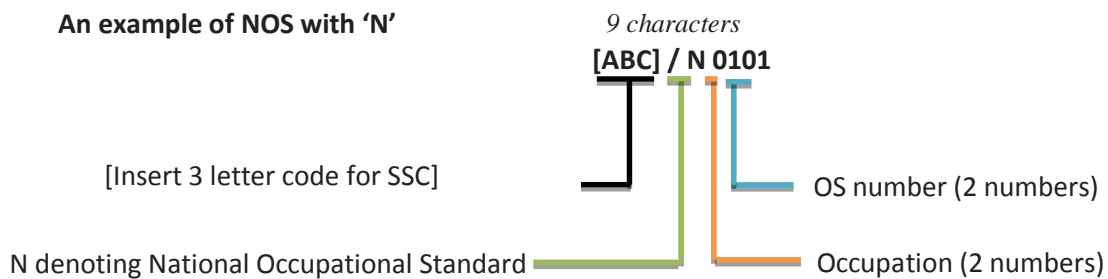 An example of NOS with ‘N’
9 characters
[ABC] / N 0101
[Insert 3 letter code for SSC]
OS number (2 numbers)
N denoting National Occupational Standard
Occupation (2 numbers)